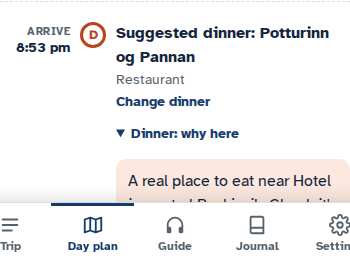 ARRIVE
8:53 pm
D
Suggested dinner: Potturinn
og Pannan
Restaurant
Change dinner
▼ Dinner: why here
A real place to eat near Hotel
Trip
Day plan
Guide
Journal
Settin